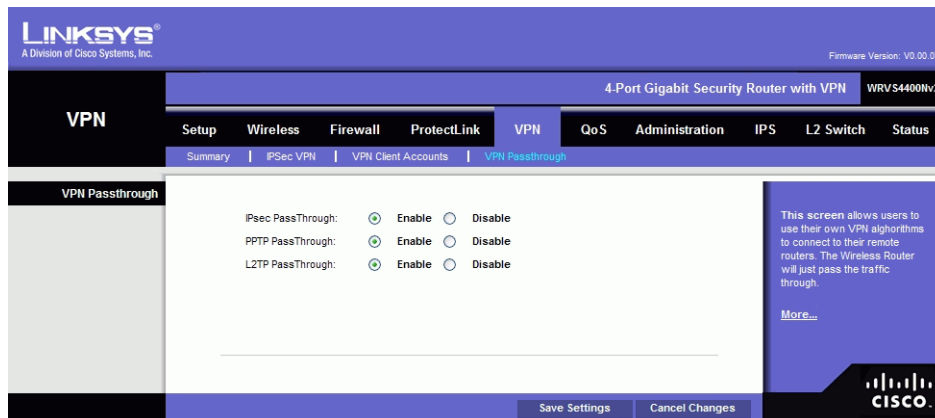 LINKSYS®
A Division of Cisco Systems, Inc.
Firmware Version: V0.00.0
4-Port Gigabit Security Router with VPN WRVS4400Nv
VPN
Setup Wireless Firewall ProtectLink VPN QoS Administration IPS L2 Switch Status
Summary | IPSec VPN | VPN Client Accounts | VPN Passthrough
VPN Passthrough
IPsec PassThrough: Enable Disable
PPTP PassThrough: Enable Disable
L2TP PassThrough: Enable Disable
This screen allows users to
use their own VPN alghorithms
to connect to their remote
routers. The Wireless Router
will just pass the traffic
through.
More...
Save Settings Cancel Changes
CISCO.